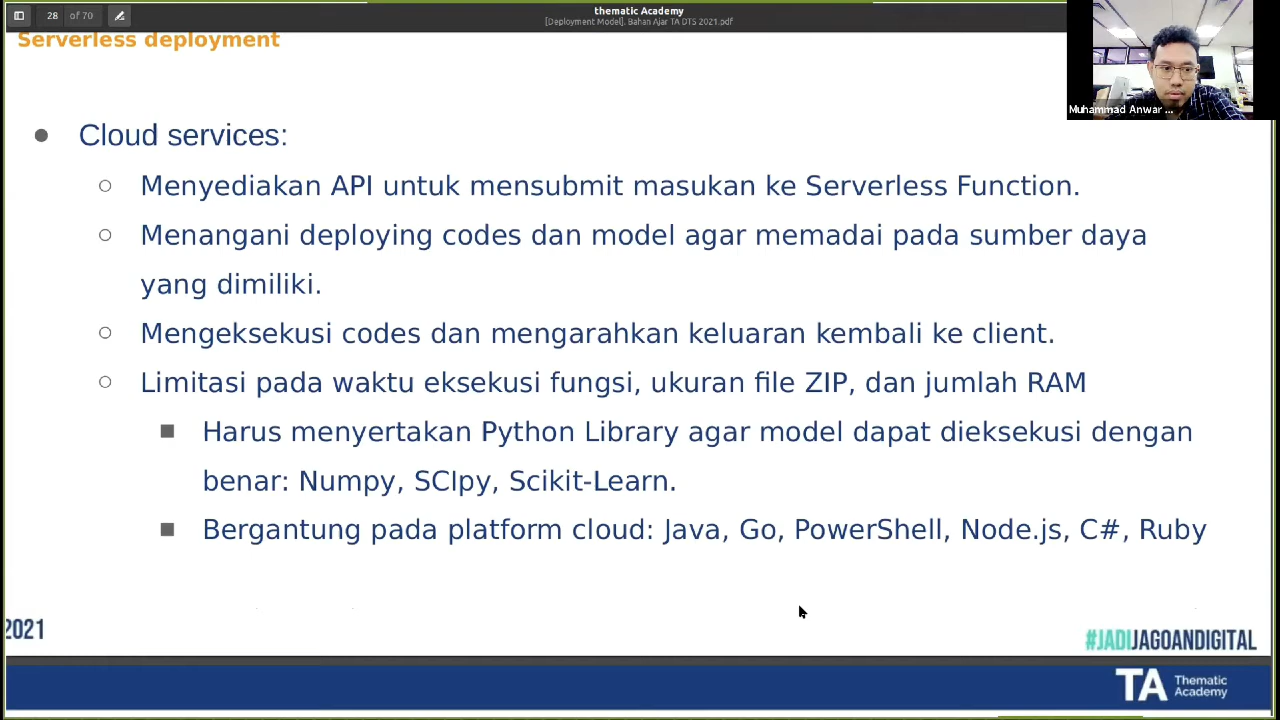 28 of 70
thematic Academy
[Deployment Model]. Bahan Ajar TA DTS 2021.pdf
Serverless deployment
Muhammad Anwar ...
Cloud services:
Menyediakan API untuk mensubmit masukan ke Serverless Function.
Menangani deploying codes dan model agar memadai pada sumber daya
yang dimiliki.
Mengeksekusi codes dan mengarahkan keluaran kembali ke client.
Limitasi pada waktu eksekusi fungsi, ukuran file ZIP, dan jumlah RAM
Harus menyertakan Python Library agar model dapat dieksekusi dengan
benar: Numpy, SCIpy, Scikit-Learn.
Bergantung pada platform cloud: Java, Go, PowerShell, Node.js, C#, Ruby
2021
#JADIJAGOANDIGITAL
TA Thematic
Academy